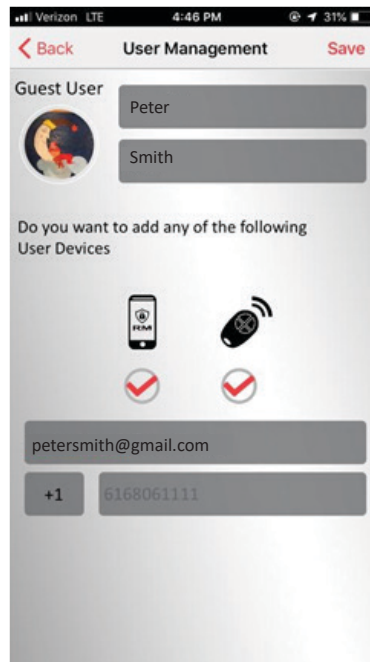 Verizon LTE 4:46 PM 31%
Back User Management Save
Guest User
Peter
Smith
Do you want to add any of the following
User Devices
RM
petersmith@gmail.com
+1 6168061111